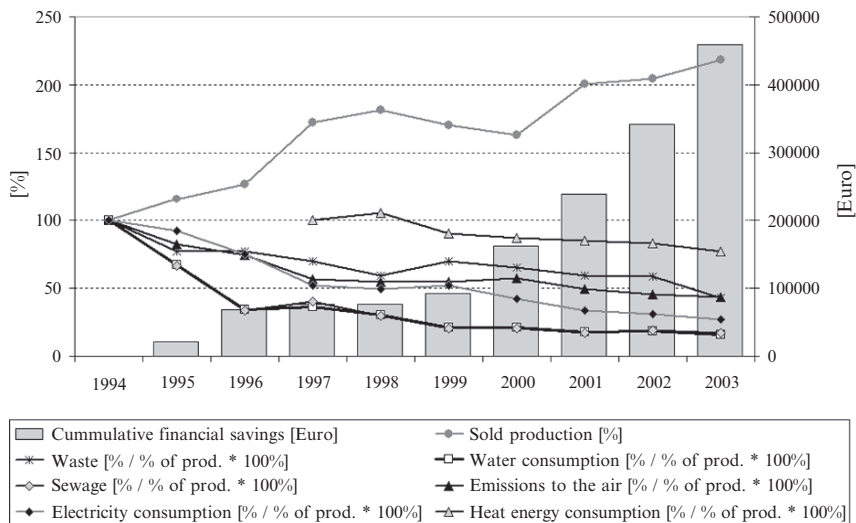 250 500000
200 400000
150 300000
100 200000
50 100000
0 0
[%]
[Euro]
1994 1995 1996 1997 1998 1999 2000 2001 2002 2003
Cummulative financial savings [Euro] Sold production [%]
Waste [% / % of prod. * 100%] Water consumption [% / % of prod. * 100%]
Sewage [% / % of prod. * 100%] Emissions to the air [% / % of prod. * 100%]
Electricity consumption [% / % of prod. * 100%] Heat energy consumption [% / % of prod. * 100%]